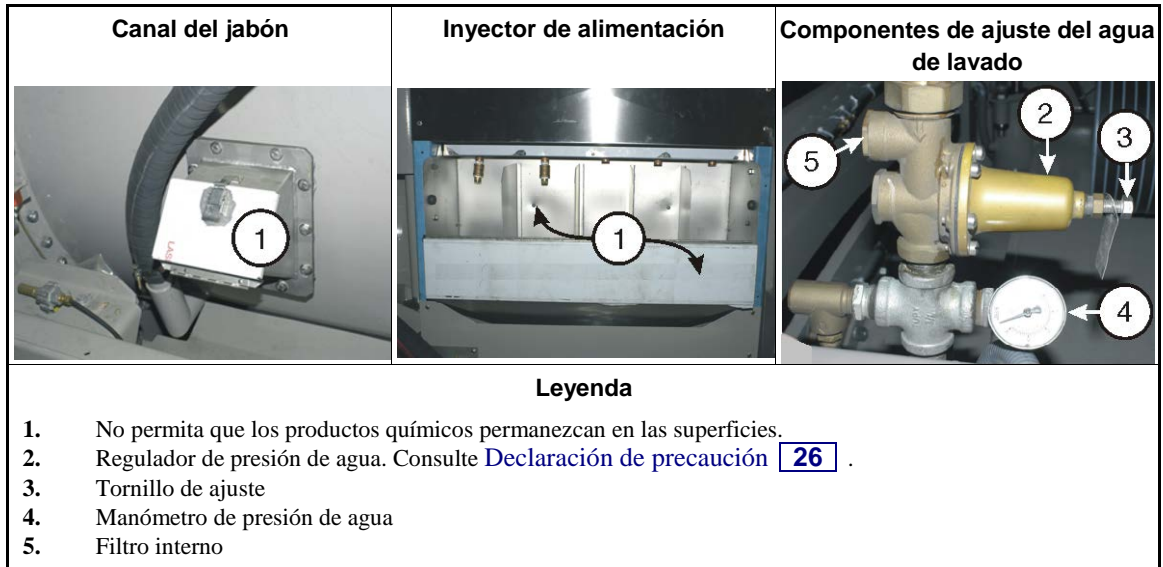 Canal del jabón
Inyector de alimentación
Componentes de ajuste del agua
de lavado
1
1
2
3
5
4
Leyenda
1. No permita que los productos químicos permanezcan en las superficies.
2. Regulador de presión de agua. Consulte Declaración de precaución 26 .
3. Tornillo de ajuste
4. Manómetro de presión de agua
5. Filtro interno